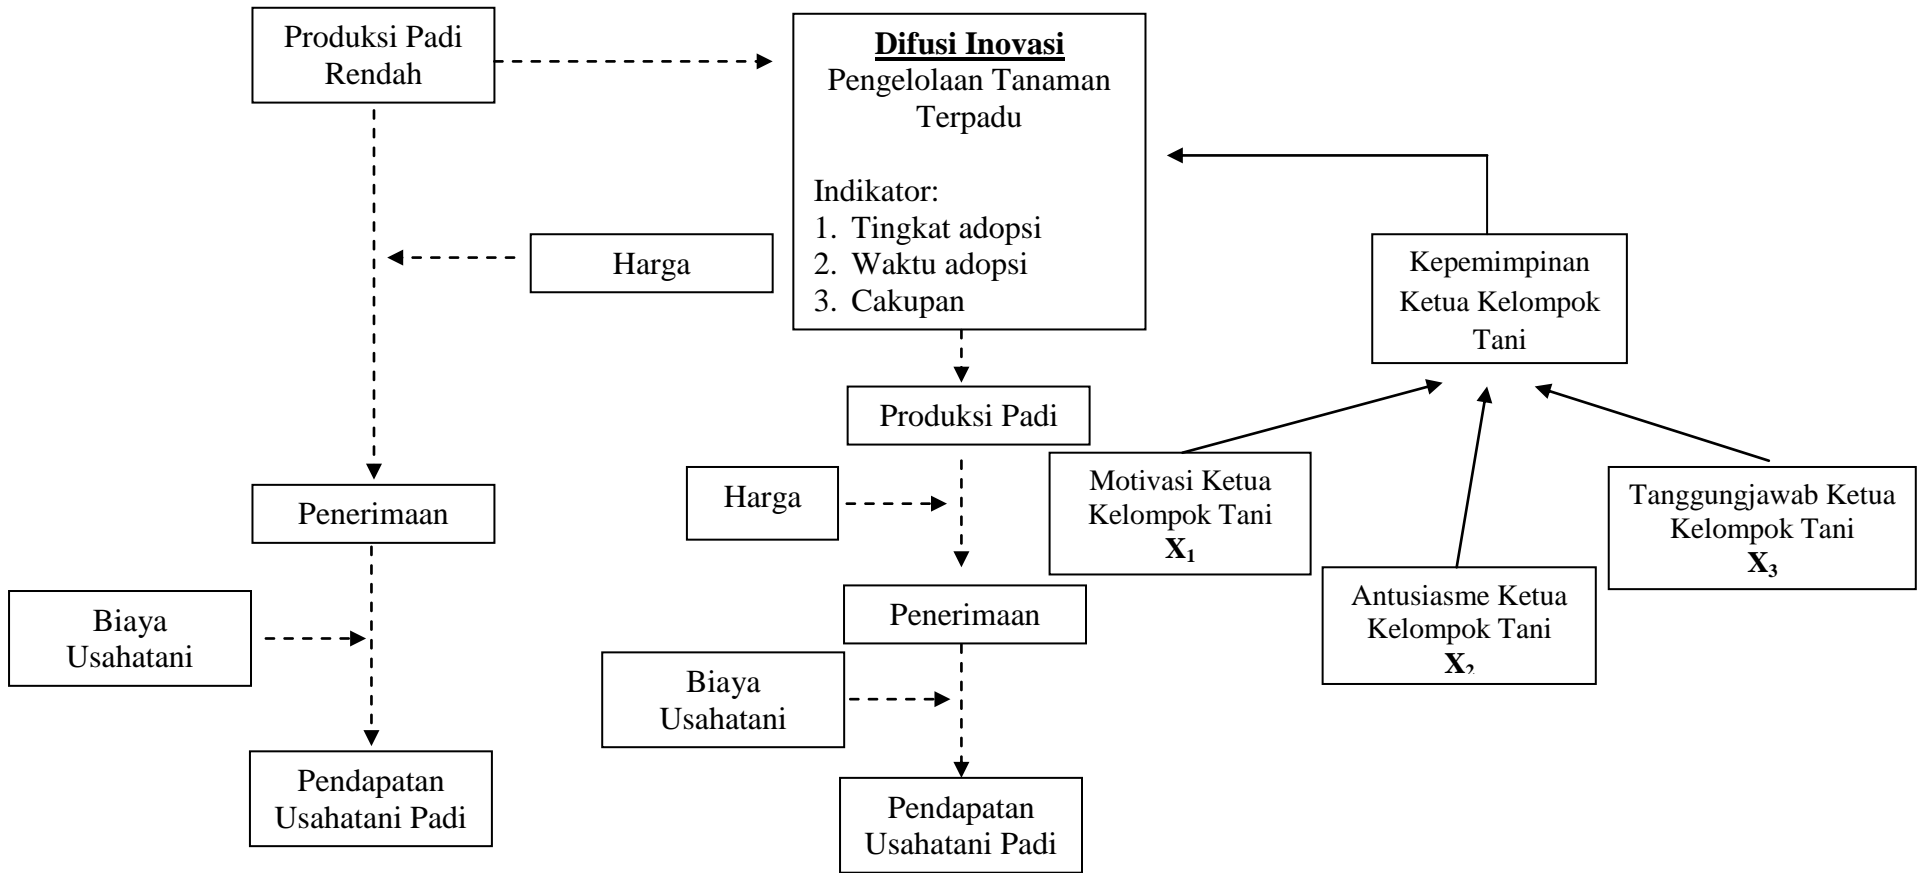 Produksi Padi
Rendah
Difusi Inovasi
Pengelolaan Tanaman
Terpadu
Indikator:
1. Tingkat adopsi
2. Waktu adopsi
3. Cakupan
Harga
Kepemimpinan
Ketua Kelompok
Tani
Produksi Padi
Harga
Motivasi Ketua
Kelompok Tani
X₁
Tanggungjawab Ketua
Kelompok Tani
X₃
Penerimaan
Antusiasme Ketua
Kelompok Tani
X₂
Penerimaan
Biaya
Usahatani
Biaya
Usahatani
Pendapatan
Usahatani Padi
Pendapatan
Usahatani Padi